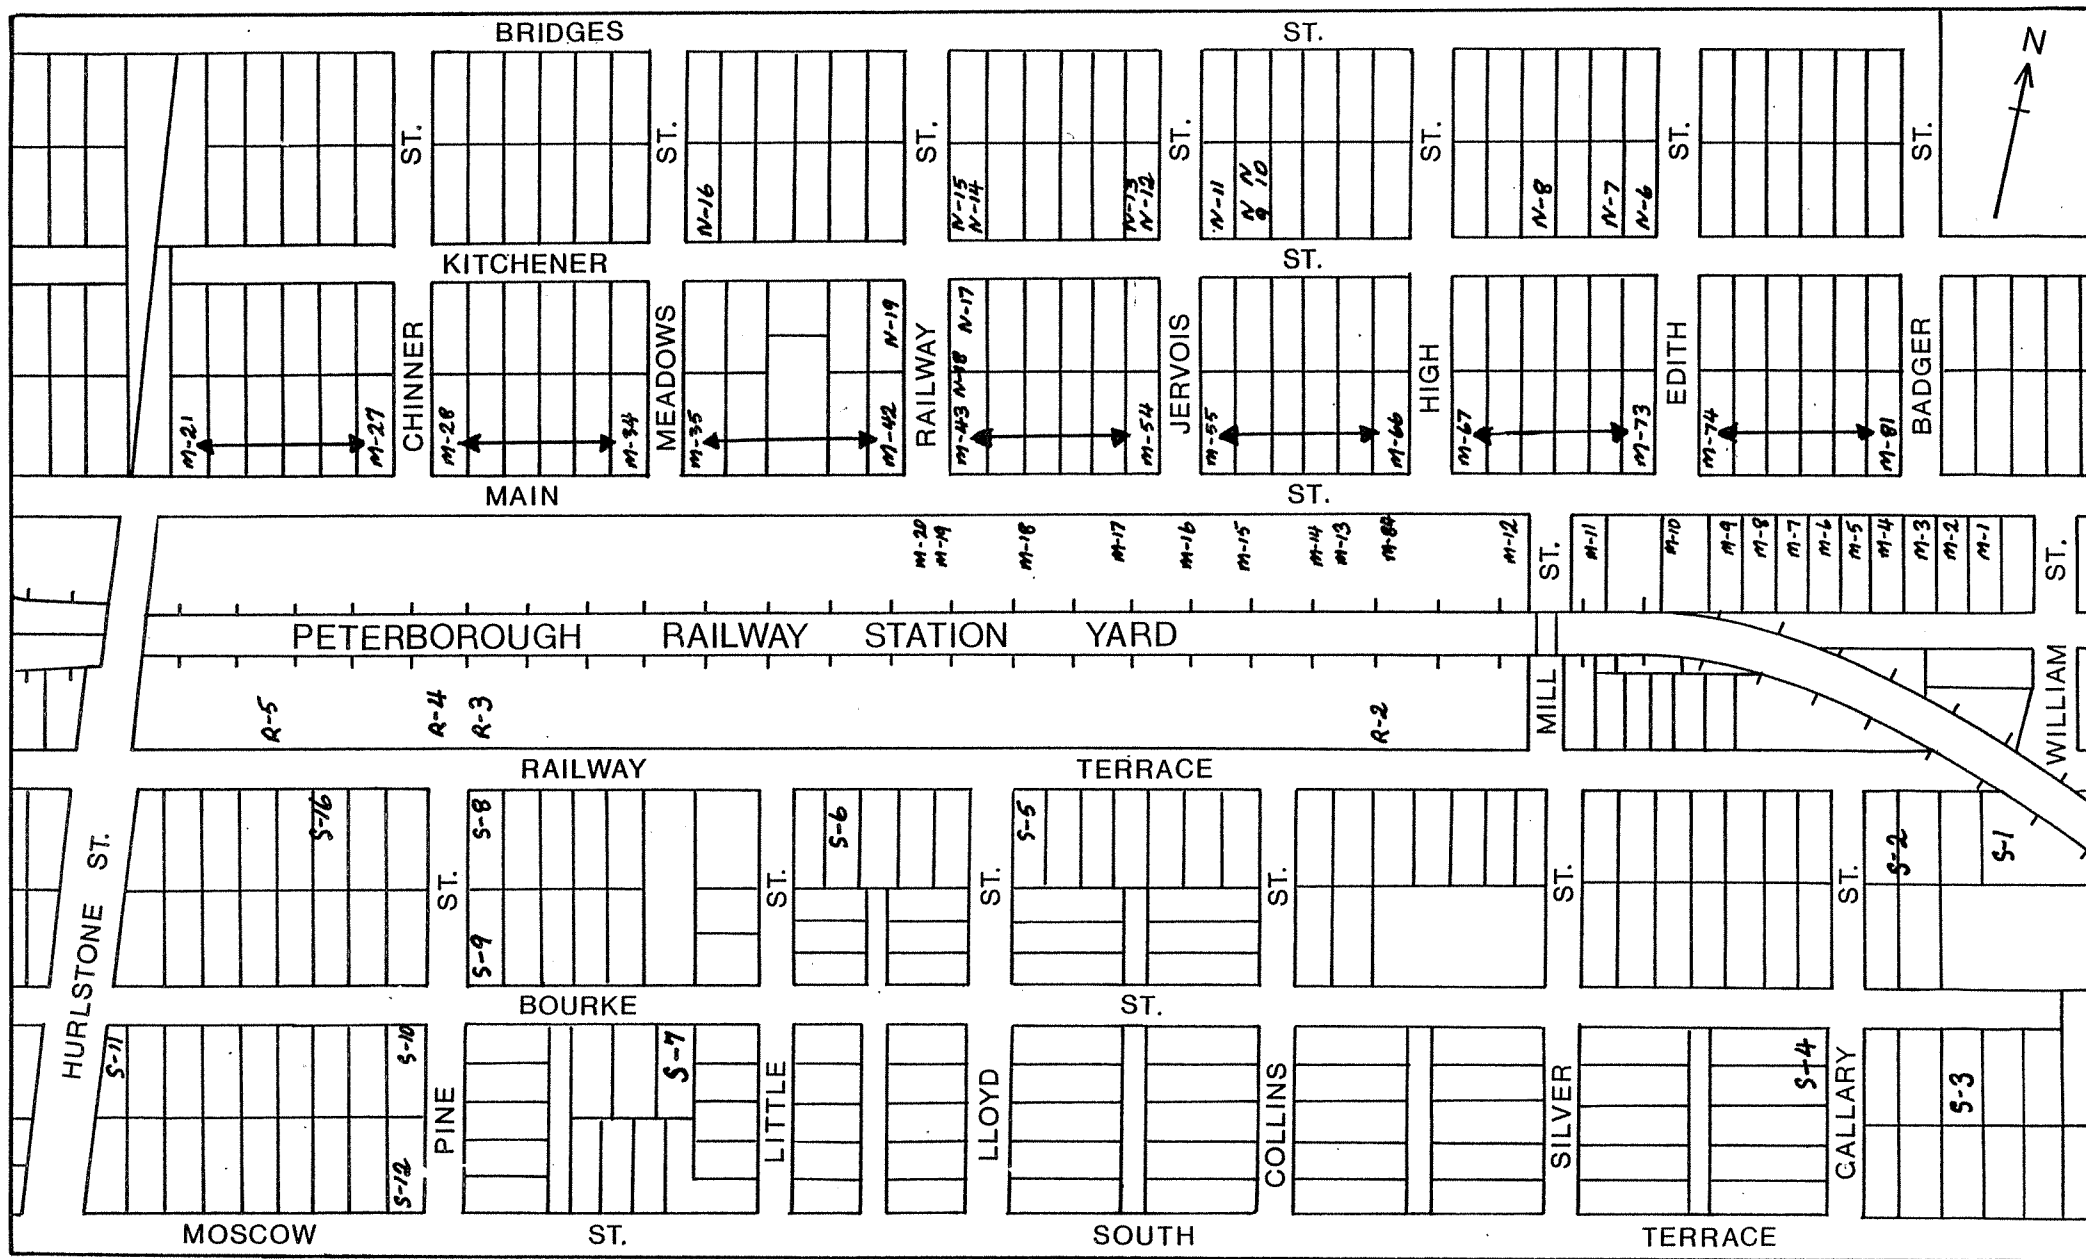 BRIDGES ST.
N
ST. ST. ST. ST. ST. ST. ST.
N-16 N-15 N-14 N-13 N-12 N-11 N 9 N 10 N-8 N-7 N-6
KITCHENER ST.
N-19 N-17 N-18
CHINNER MEADOWS RAILWAY JERVOIS HIGH EDITH BADGER
M-21 M-27 M-28 M-34 M-35 M-42 M-43 M-54 M-55 M-66 M-67 M-73 M-74 M-81
MAIN ST.
M-20 M-19 M-18 M-17 M-16 M-15 M-14 M-13 M-84 M-12 ST. M-11 M-10 M-9 M-8 M-7 M-6 M-5 M-4 M-3 M-2 M-1 ST.
PETERBOROUGH RAILWAY STATION YARD
R-5 R-4 R-3 R-2 MILL WILLIAM
RAILWAY TERRACE
S-16 S-8 S-6 S-5 S-2 S-1
HURLSTONE ST. ST. ST. ST. ST. ST. ST.
S-9
BOURKE ST.
S-11 S-10 S-7 S-4 S-3
PINE LITTLE LLOYD COLLINS SILVER CALLARY
S-12
MOSCOW ST. SOUTH TERRACE